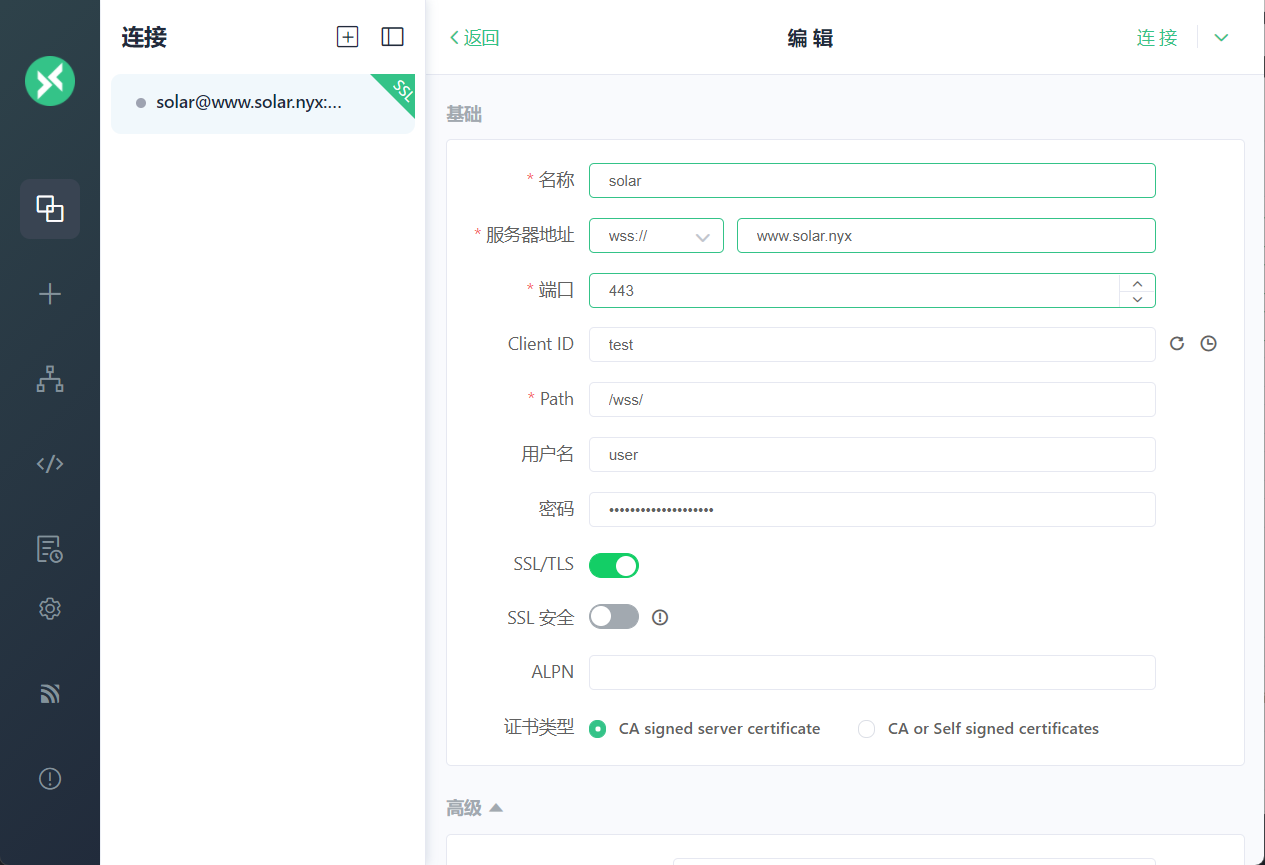 连接
solar@www.solar.nyx:...
SSL
返回
编辑
连接
基础
* 名称
solar
* 服务器地址
wss://
www.solar.nyx
* 端口
443
Client ID
test
* Path
/wss/
用户名
user
密码
••••••••••••••••••••
SSL/TLS
SSL 安全
ALPN
证书类型
CA signed server certificate
CA or Self signed certificates
高级